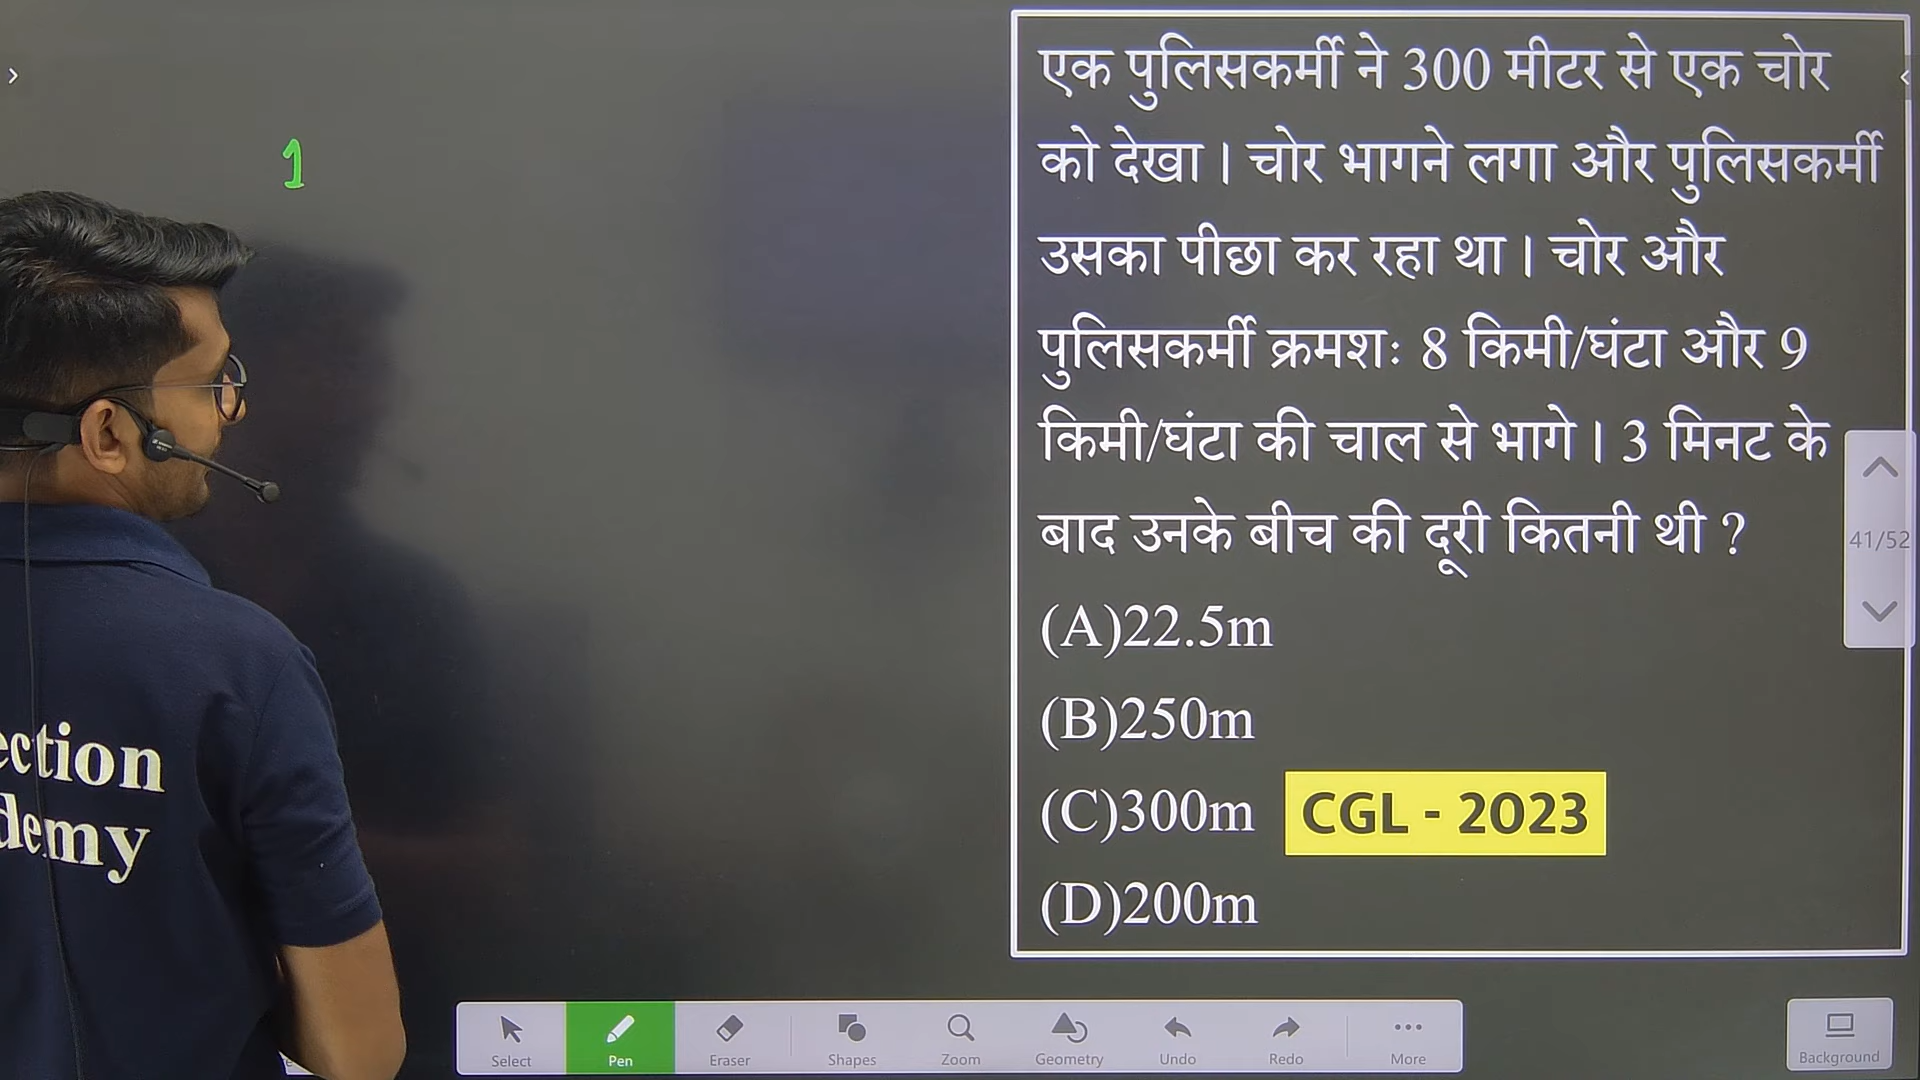 1
एक पुलिसकर्मी ने 300 मीटर से एक चोर
को देखा। चोर भागने लगा और पुलिसकर्मी
उसका पीछा कर रहा था। चोर और
पुलिसकर्मी क्रमशः 8 किमी/घंटा और 9
किमी/घंटा की चाल से भागे। 3 मिनट के
बाद उनके बीच की दूरी कितनी थी ?
(A)22.5m
(B)250m
(C)300m CGL - 2023
(D)200m
41/52
ection
demy
Select Pen Eraser Shapes Zoom Geometry Undo Redo More
Background